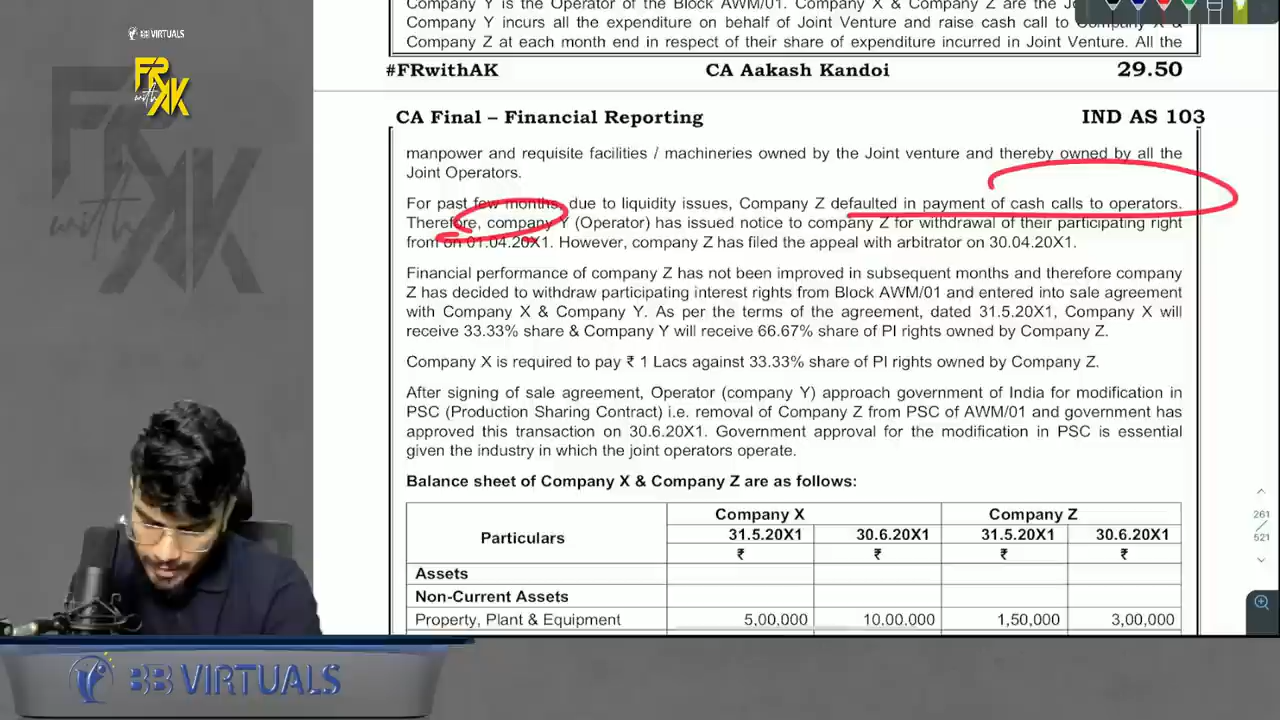 Company Y is the Operator of the Block AWM/01. Company X & Company Z are the
Company Y incurs all the expenditure on behalf of Joint Venture and raise cash call to Company X &
Company Z at each month end in respect of their share of expenditure incurred in Joint Venture. All the
#FRwithAK CA Aakash Kandoi 29.50
CA Final – Financial Reporting IND AS 103
manpower and requisite facilities / machineries owned by the Joint venture and thereby owned by all the
Joint Operators.
For past few months, due to liquidity issues, Company Z defaulted in payment of cash calls to operators.
Therefore, company Y (Operator) has issued notice to company Z for withdrawal of their participating right
from on 01.04.20X1. However, company Z has filed the appeal with arbitrator on 30.04.20X1.
Financial performance of company Z has not been improved in subsequent months and therefore company
Z has decided to withdraw participating interest rights from Block AWM/01 and entered into sale agreement
with Company X & Company Y. As per the terms of the agreement, dated 31.5.20X1, Company X will
receive 33.33% share & Company Y will receive 66.67% share of PI rights owned by Company Z.
Company X is required to pay ₹ 1 Lacs against 33.33% share of PI rights owned by Company Z.
After signing of sale agreement, Operator (company Y) approach government of India for modification in
PSC (Production Sharing Contract) i.e. removal of Company Z from PSC of AWM/01 and government has
approved this transaction on 30.6.20X1. Government approval for the modification in PSC is essential
given the industry in which the joint operators operate.
Balance sheet of Company X & Company Z are as follows:
Particulars Company X Company Z
31.5.20X1 30.6.20X1 31.5.20X1 30.6.20X1
₹ ₹ ₹ ₹
Assets
Non-Current Assets
Property, Plant & Equipment 5,00,000 10,00,000 1,50,000 3,00,000
261
521
BB VIRTUALS
FR
with
AK
FR
with
AK
BB VIRTUALS